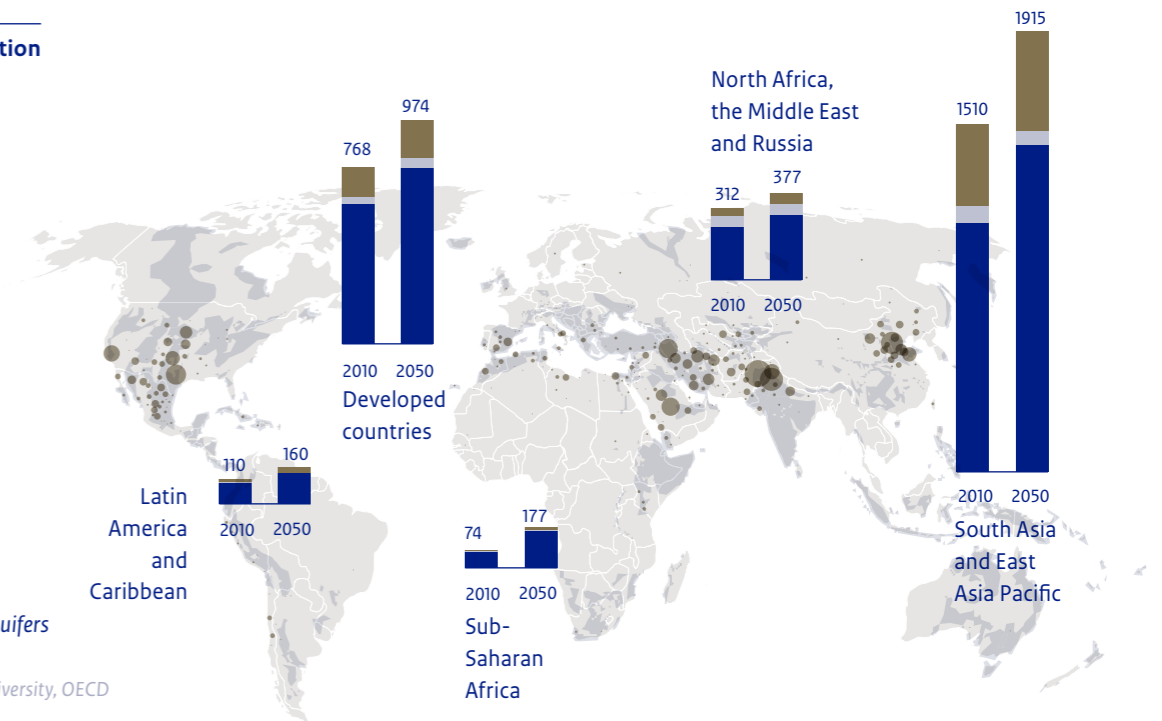 tion
1915
974
768
North Africa,
the Middle East
and Russia
1510
377
312
2010 2050
2010 2050
Developed
countries
110 160
2010 2050
Latin
America
and
Caribbean
74 177
2010 2050
Sub-
Saharan
Africa
2010 2050
South Asia
and East
Asia Pacific
uifers
iversity, OECD